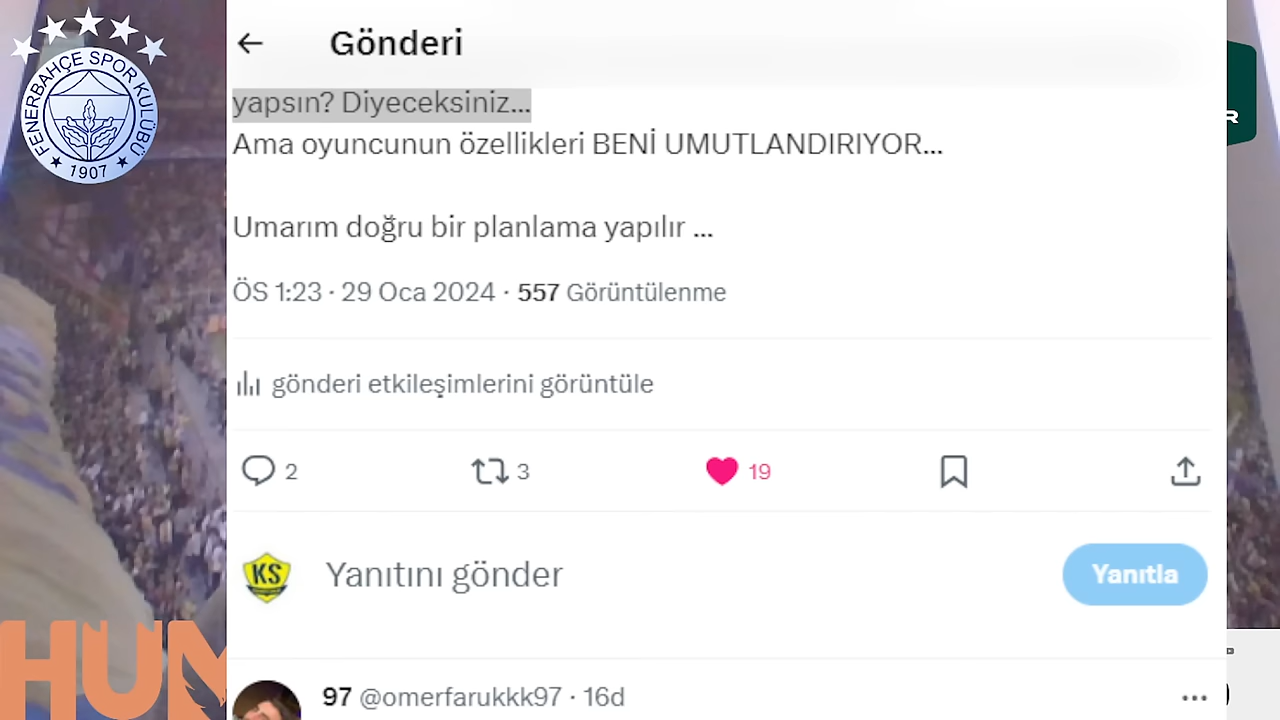 FENERBAHÇE SPOR KULÜBÜ
1907
Gönderi
yapsın? Diyeceksiniz...
Ama oyuncunun özellikleri BENİ UMUTLANDIRIYOR...
Umarım doğru bir planlama yapılır ...
ÖS 1:23 · 29 Oca 2024 · 557 Görüntülenme
gönderi etkileşimlerini görüntüle
2 3 19
KS
Yanıtını gönder
Yanıtla
97 @omerfarukkk97 · 16d